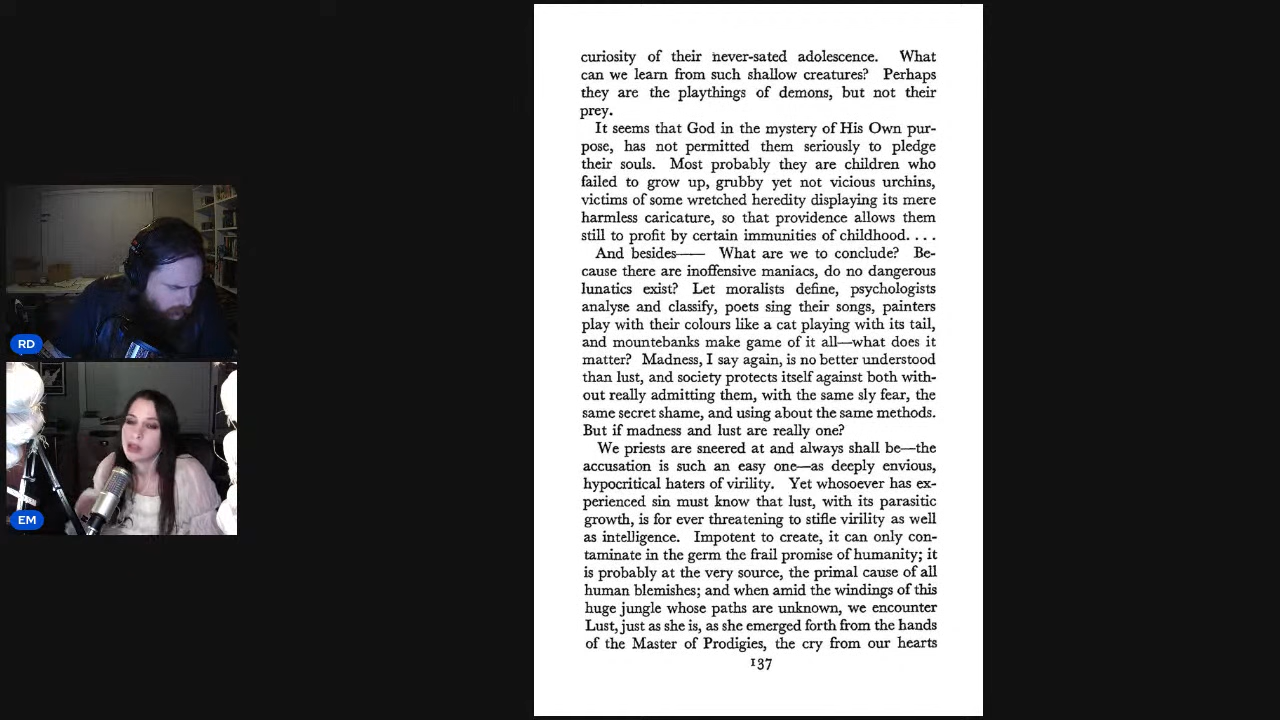 curiosity of their never-sated adolescence. What
can we learn from such shallow creatures? Perhaps
they are the playthings of demons, but not their
prey.
It seems that God in the mystery of His Own pur-
pose, has not permitted them seriously to pledge
their souls. Most probably they are children who
failed to grow up, grubby yet not vicious urchins,
victims of some wretched heredity displaying its mere
harmless caricature, so that providence allows them
still to profit by certain immunities of childhood. . . .
And besides—— What are we to conclude? Be-
cause there are inoffensive maniacs, do no dangerous
lunatics exist? Let moralists define, psychologists
analyse and classify, poets sing their songs, painters
play with their colours like a cat playing with its tail,
and mountebanks make game of it all—what does it
matter? Madness, I say again, is no better understood
than lust, and society protects itself against both with-
out really admitting them, with the same sly fear, the
same secret shame, and using about the same methods.
But if madness and lust are really one?
We priests are sneered at and always shall be—the
accusation is such an easy one—as deeply envious,
hypocritical haters of virility. Yet whosoever has ex-
perienced sin must know that lust, with its parasitic
growth, is for ever threatening to stifle virility as well
as intelligence. Impotent to create, it can only con-
taminate in the germ the frail promise of humanity; it
is probably at the very source, the primal cause of all
human blemishes; and when amid the windings of this
huge jungle whose paths are unknown, we encounter
Lust, just as she is, as she emerged forth from the hands
of the Master of Prodigies, the cry from our hearts
137
RD
EM